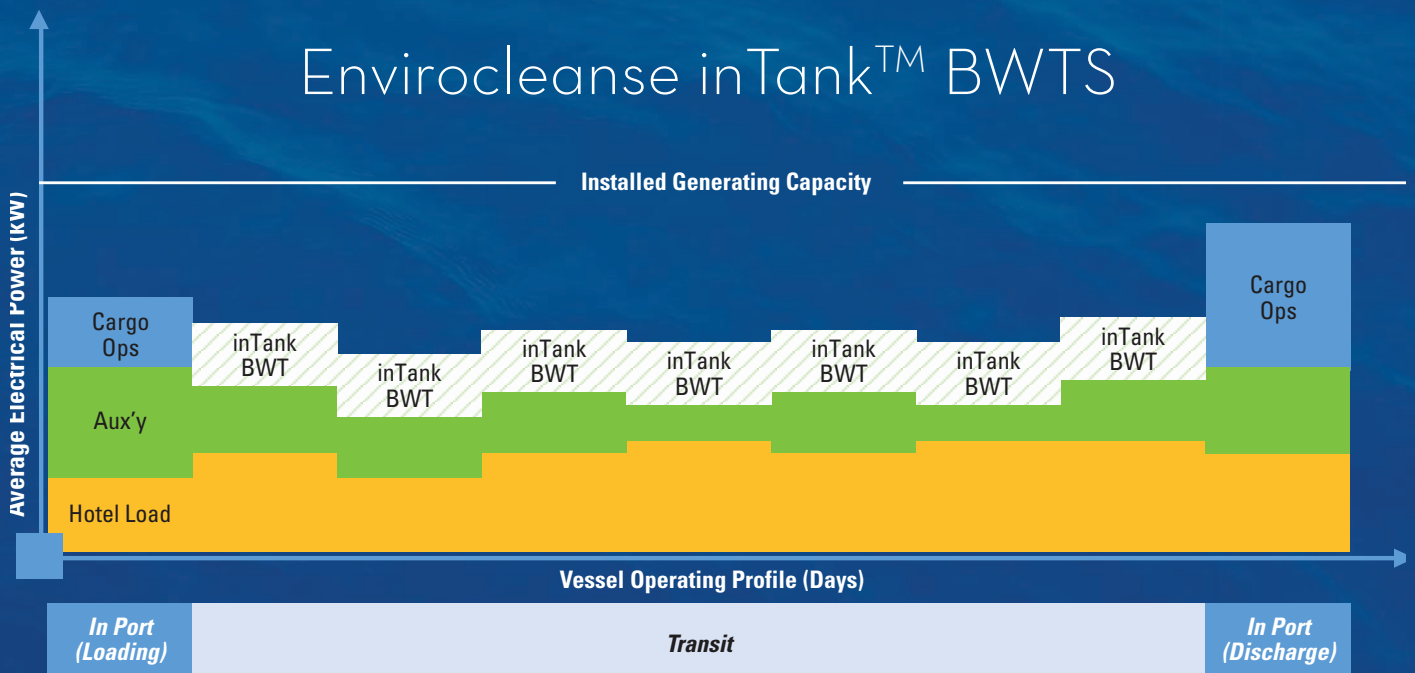 Envirocleanse inTank™ BWTS
Installed Generating Capacity
Average Electrical Power (kW)
Cargo
Ops
Aux'y
Hotel Load
inTank
BWT
inTank
BWT
inTank
BWT
inTank
BWT
inTank
BWT
inTank
BWT
inTank
BWT
Cargo
Ops
Vessel Operating Profile (Days)
In Port
(Loading)
Transit
In Port
(Discharge)